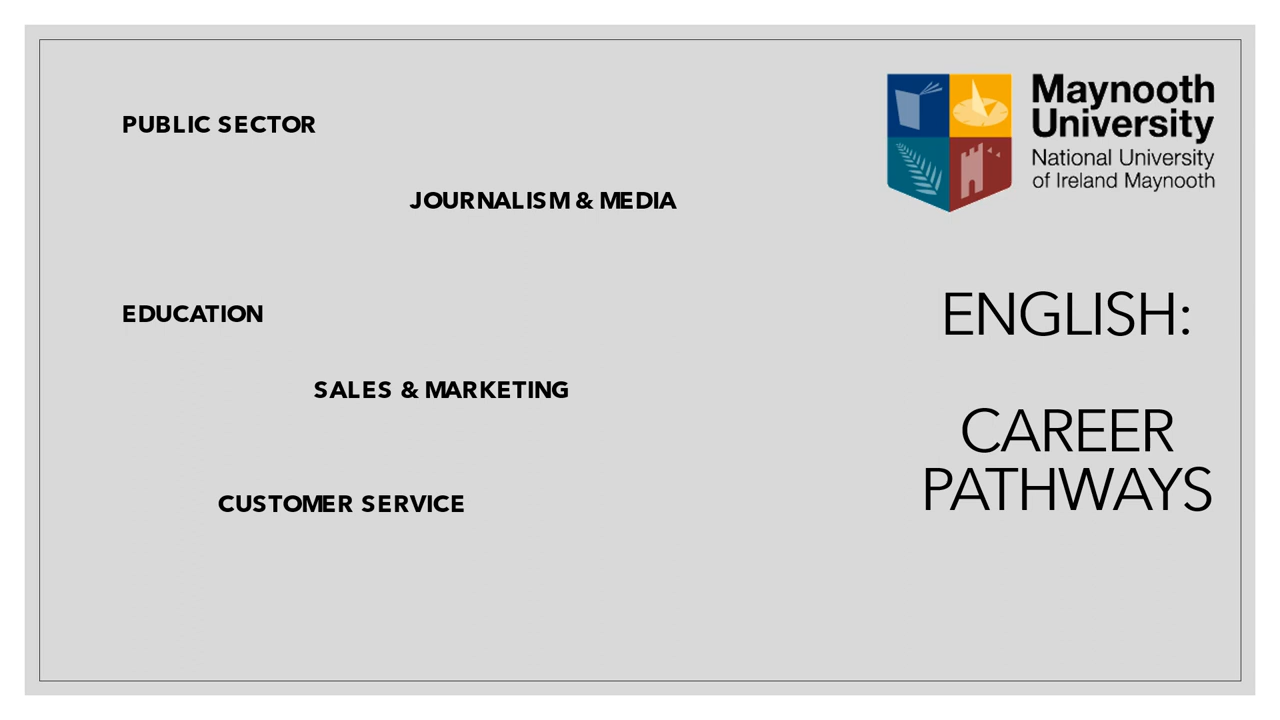 PUBLIC SECTOR
JOURNALISM & MEDIA
EDUCATION
SALES & MARKETING
CUSTOMER SERVICE
Maynooth
University
National University
of Ireland Maynooth
ENGLISH:
CAREER
PATHWAYS